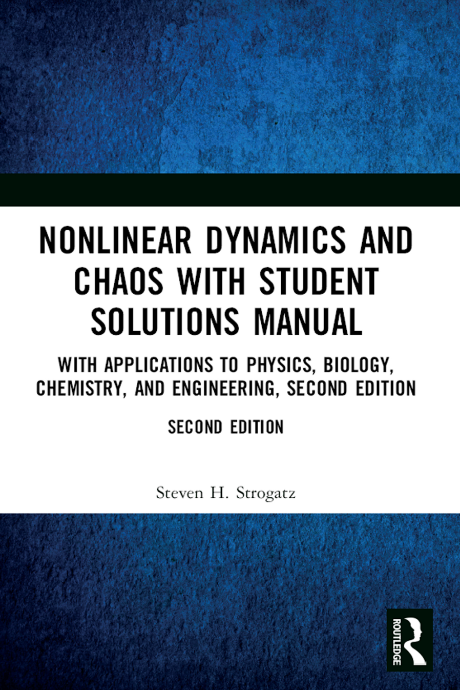 NONLINEAR DYNAMICS AND
CHAOS WITH STUDENT
SOLUTIONS MANUAL
WITH APPLICATIONS TO PHYSICS, BIOLOGY,
CHEMISTRY, AND ENGINEERING, SECOND EDITION
SECOND EDITION
Steven H. Strogatz
ROUTLEDGE